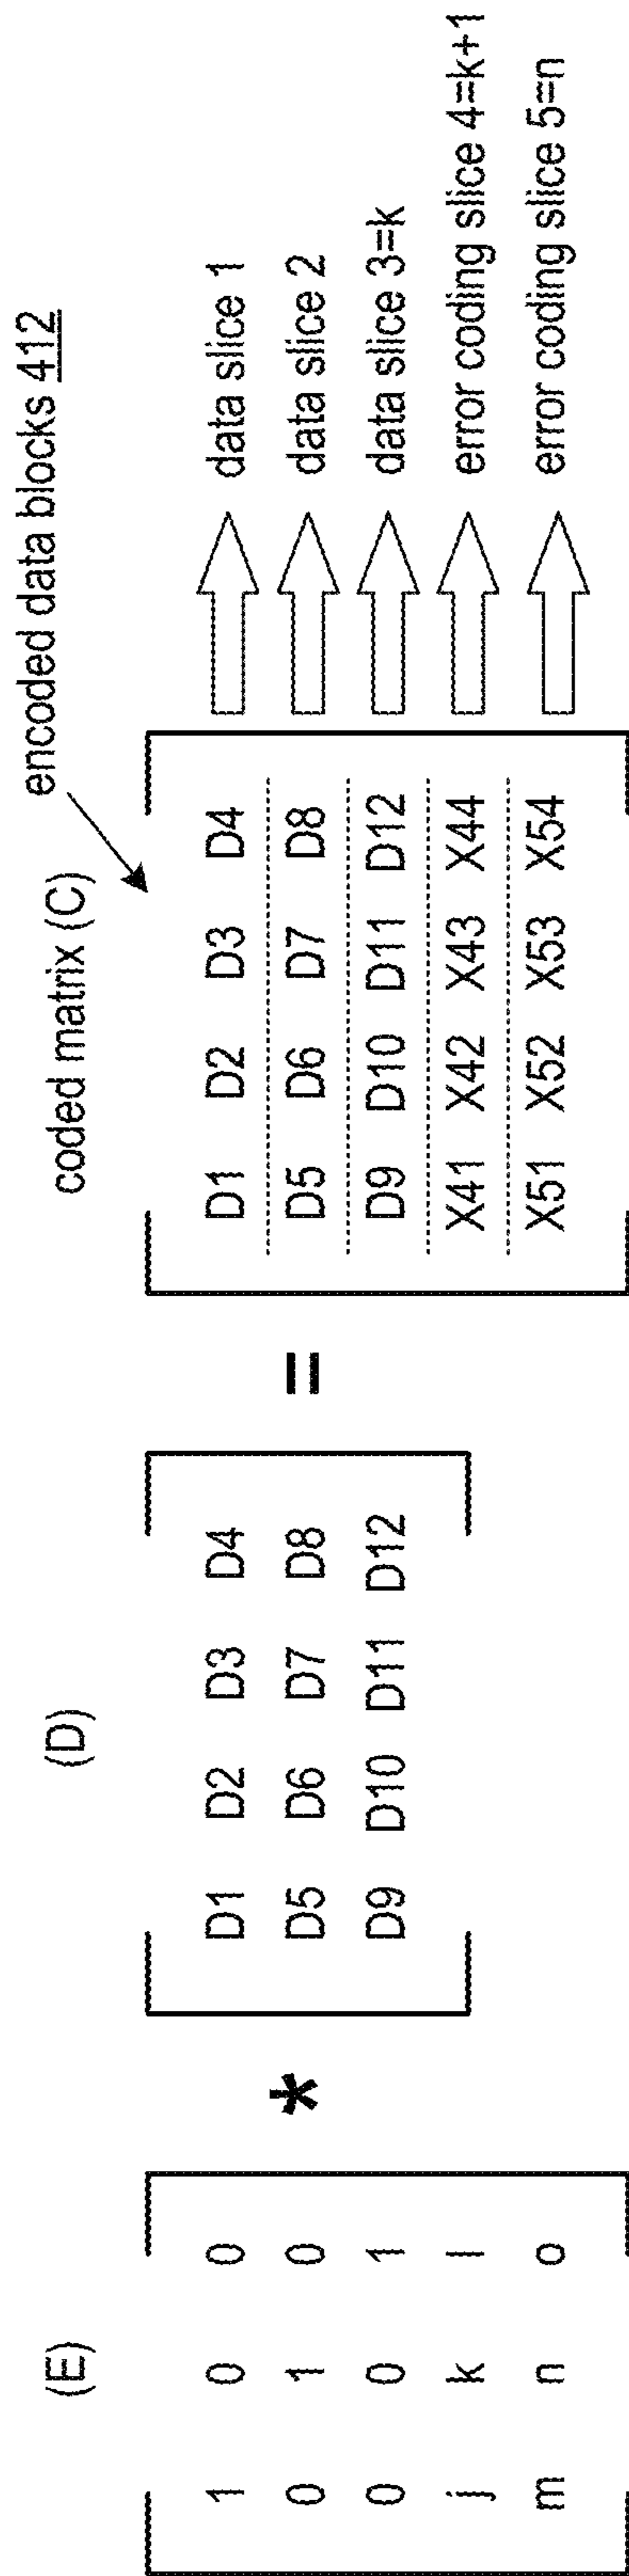 encoded data blocks 412
(E) (D) coded matrix (C)
1 0 0 D1 D2 D3 D4 D1 D2 D3 D4 data slice 1
0 1 0 * D5 D6 D7 D8 = D5 D6 D7 D8 data slice 2
0 0 1 D9 D10 D11 D12 D9 D10 D11 D12 data slice 3=k
j k l X41 X42 X43 X44 error coding slice 4=k+1
m n o X51 X52 X53 X54 error coding slice 5=n